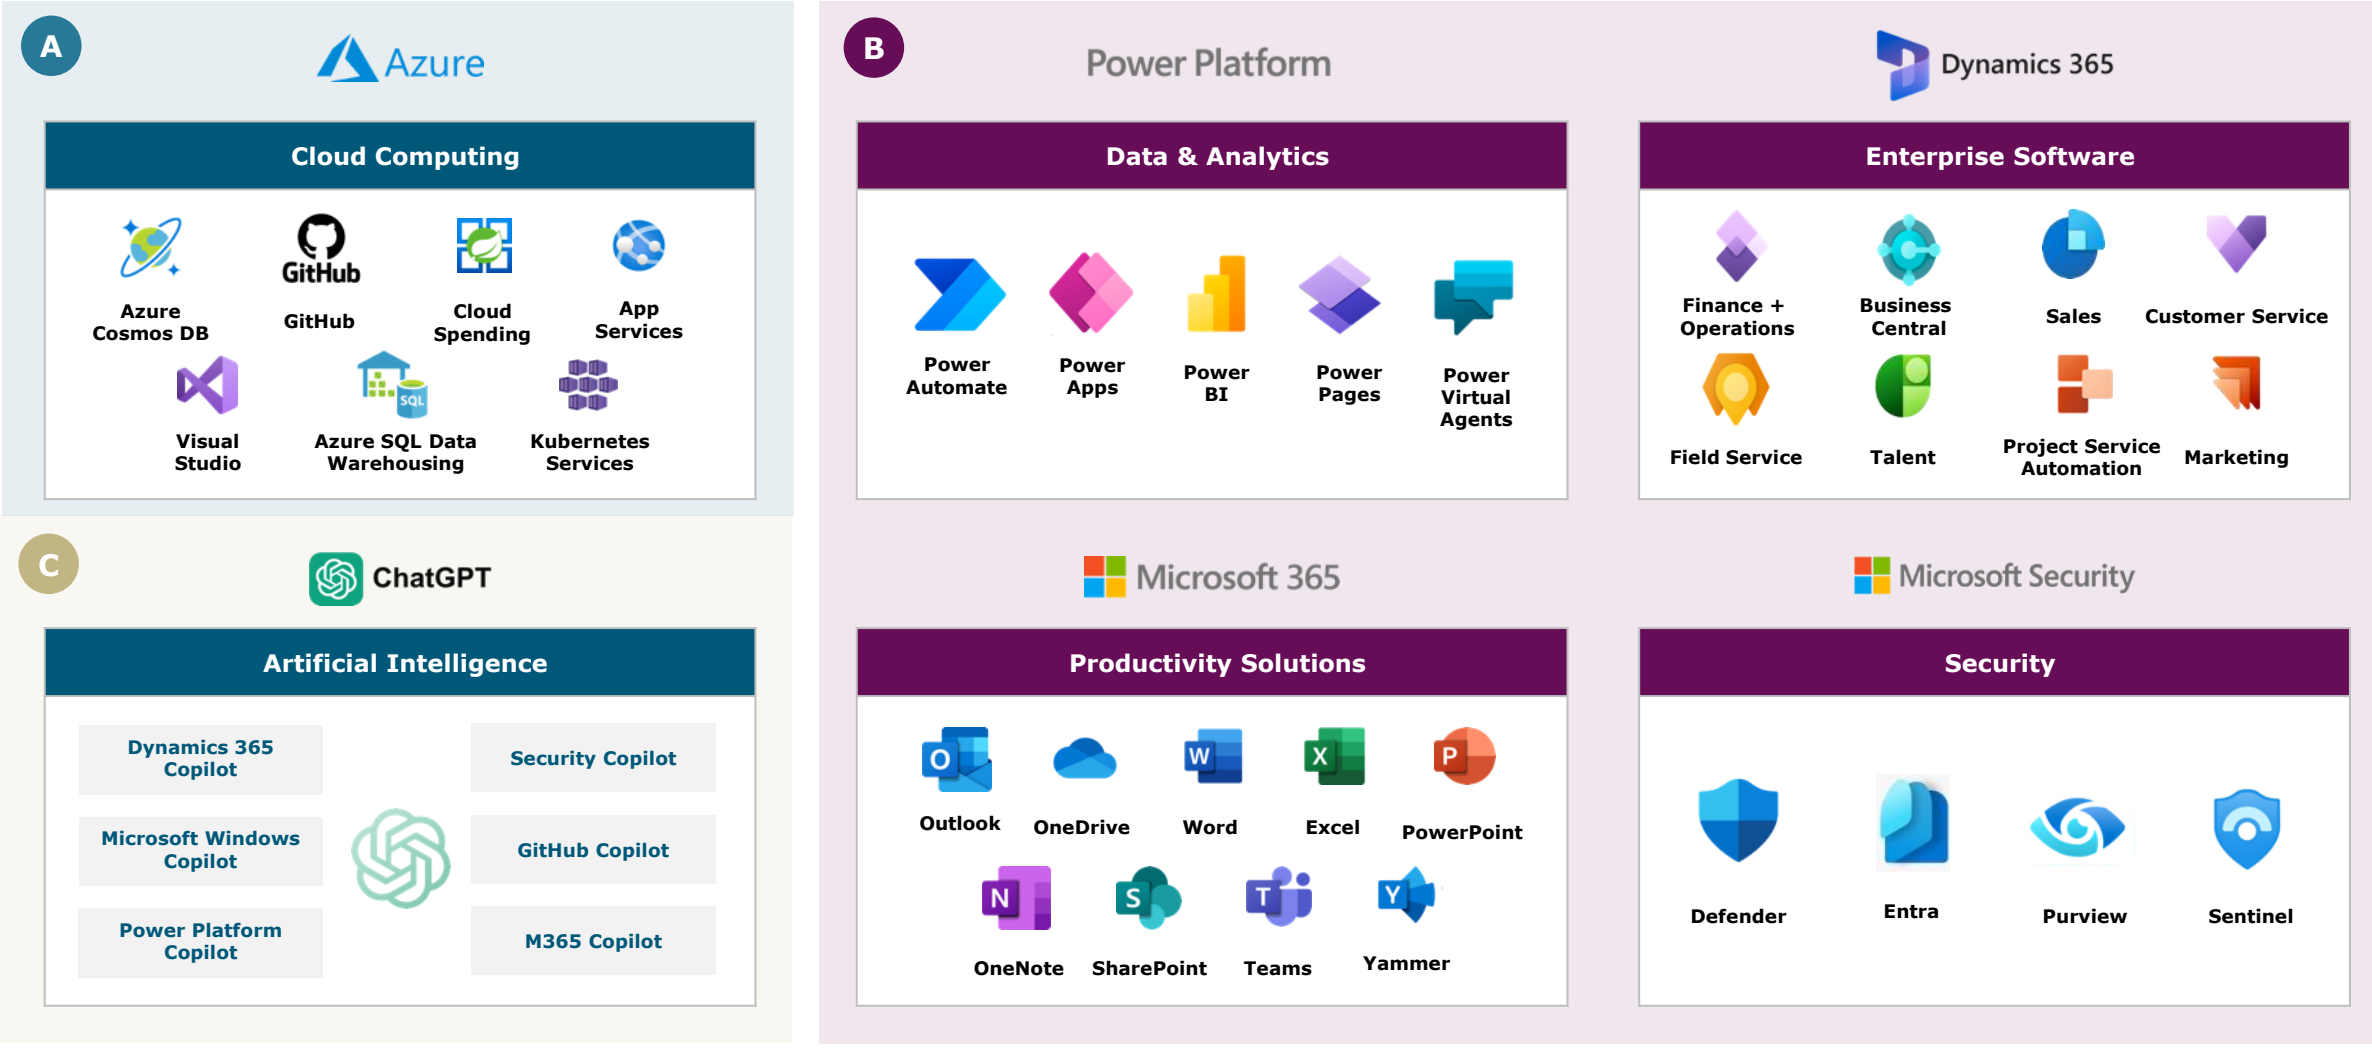 A
Azure
Cloud Computing
GitHub
Azure
Cosmos DB
GitHub
Cloud
Spending
App
Services
SQL
Visual
Studio
Azure SQL Data
Warehousing
Kubernetes
Services
B
Power Platform
Data & Analytics
Power
Automate
Power
Apps
Power
BI
Power
Pages
Power
Virtual
Agents
Dynamics 365
Enterprise Software
Finance +
Operations
Business
Central
Sales
Customer Service
Field Service
Talent
Project Service
Automation
Marketing
C
ChatGPT
Artificial Intelligence
Dynamics 365
Copilot
Security Copilot
Microsoft Windows
Copilot
GitHub Copilot
Power Platform
Copilot
M365 Copilot
Microsoft 365
Productivity Solutions
O
W
X
P
Outlook
OneDrive
Word
Excel
PowerPoint
N
S
T
Y
OneNote
SharePoint
Teams
Yammer
Microsoft Security
Security
Defender
Entra
Purview
Sentinel